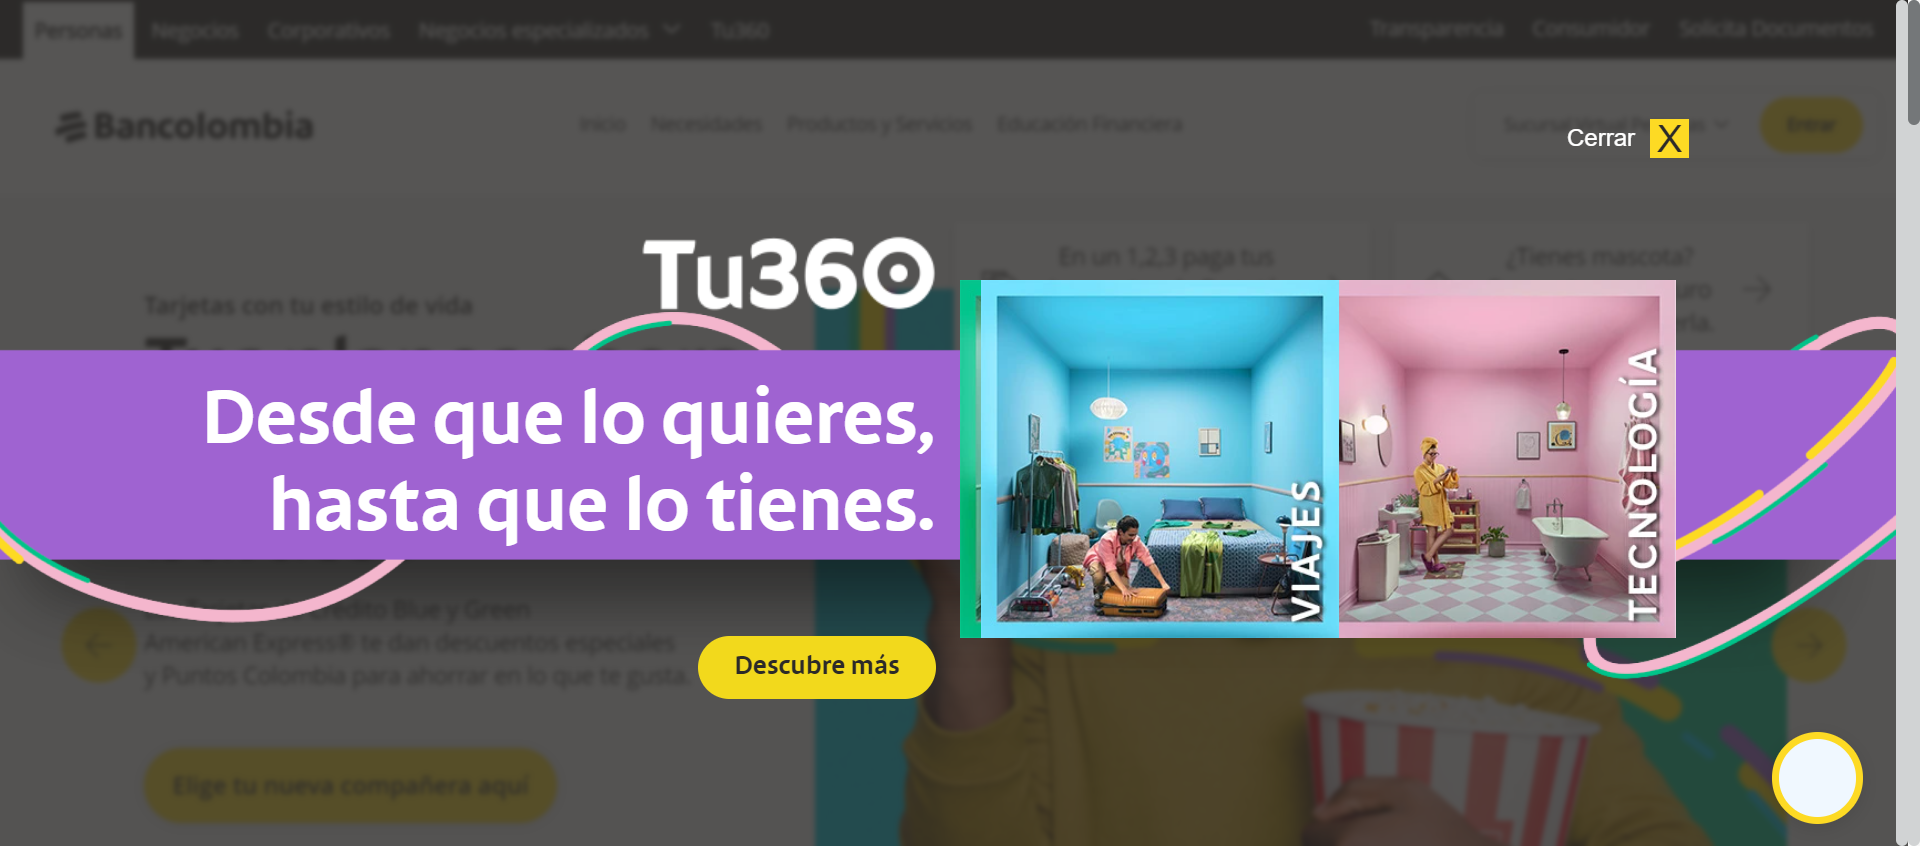 Personas Negocios Corporativos Negocios especializados Tu360 Transparencia Consumidor Solicita Documentos
Bancolombia Inicio Necesidades Productos y Servicios Educación Financiera Sucursal Virtual Entrar
Cerrar X
Tu360
En un 1,2,3 paga tus
¿Tienes mascota?
Tarjetas con tu estilo de vida
Desde que lo quieres,
hasta que lo tienes.
VIAJES
TECNOLOGÍA
Blue y Green
American Express® te dan descuentos especiales
y Puntos Colombia para ahorrar en lo que te gusta.
Descubre más
Elige tu nueva compañera aquí